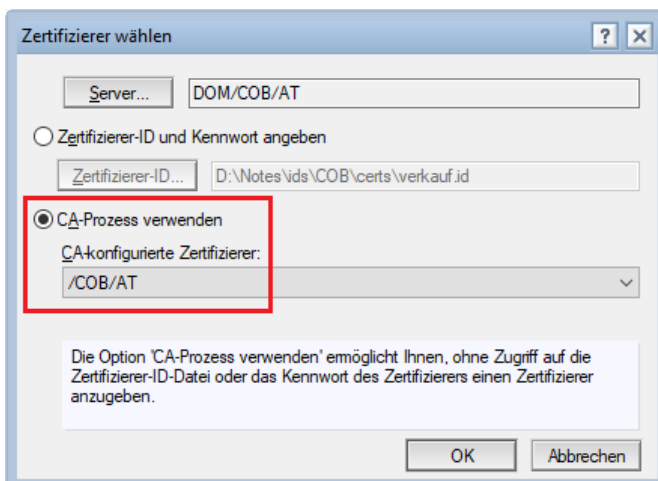 Zertifizierer wählen
? X
Server... DOM/COB/AT
Zertifizierer-ID und Kennwort angeben
Zertifizierer-ID... D:\Notes\ids\COB\certs\verkauf.id
CA-Prozess verwenden
CA-konfigurierte Zertifizierer:
/COB/AT
Die Option 'CA-Prozess verwenden' ermöglicht Ihnen, ohne Zugriff auf die
Zertifizierer-ID-Datei oder das Kennwort des Zertifizierers einen Zertifizierer
anzugeben.
OK Abbrechen